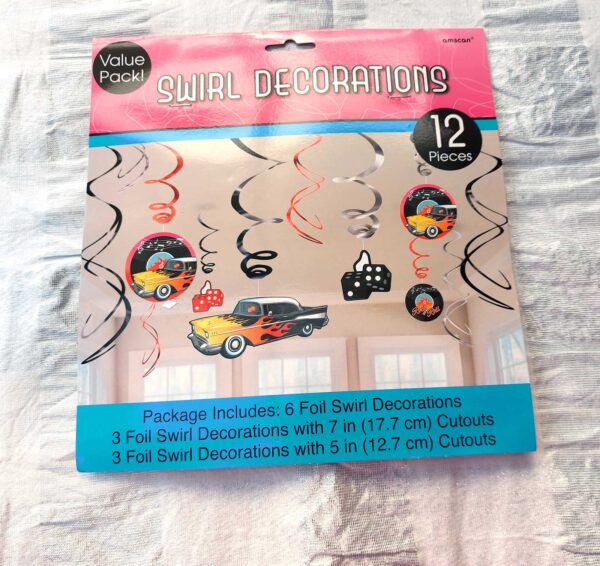 amscan®
Value
Pack!
SWIRL DECORATIONS
12
Pieces
Package Includes: 6 Foil Swirl Decorations
3 Foil Swirl Decorations with 7 in (17.7 cm) Cutouts
3 Foil Swirl Decorations with 5 in (12.7 cm) Cutouts